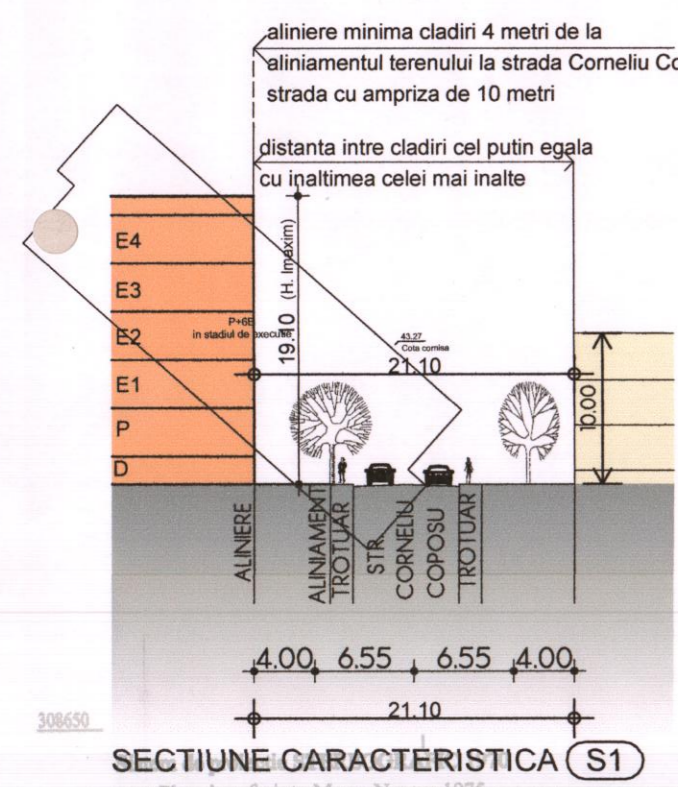 aliniere minima cladiri 4 metri de la
aliniamentul terenului la strada Corneliu Co
strada cu ampriza de 10 metri
distanta intre cladiri cel putin egala
cu inaltimea celei mai inalte
E4
E3
E2
E1
P
D
P+6E
in stadiul de executie
19.10 (H. lmaxim)
43.27
Cota cornisa
21.10
10.00
ALINIERE
ALINIAMENT
TROTUAR
STR.
CORNELIU
COPOSU
TROTUAR
4.00 6.55 6.55 4.00
21.10
308650
SECTIUNE CARACTERISTICA S1